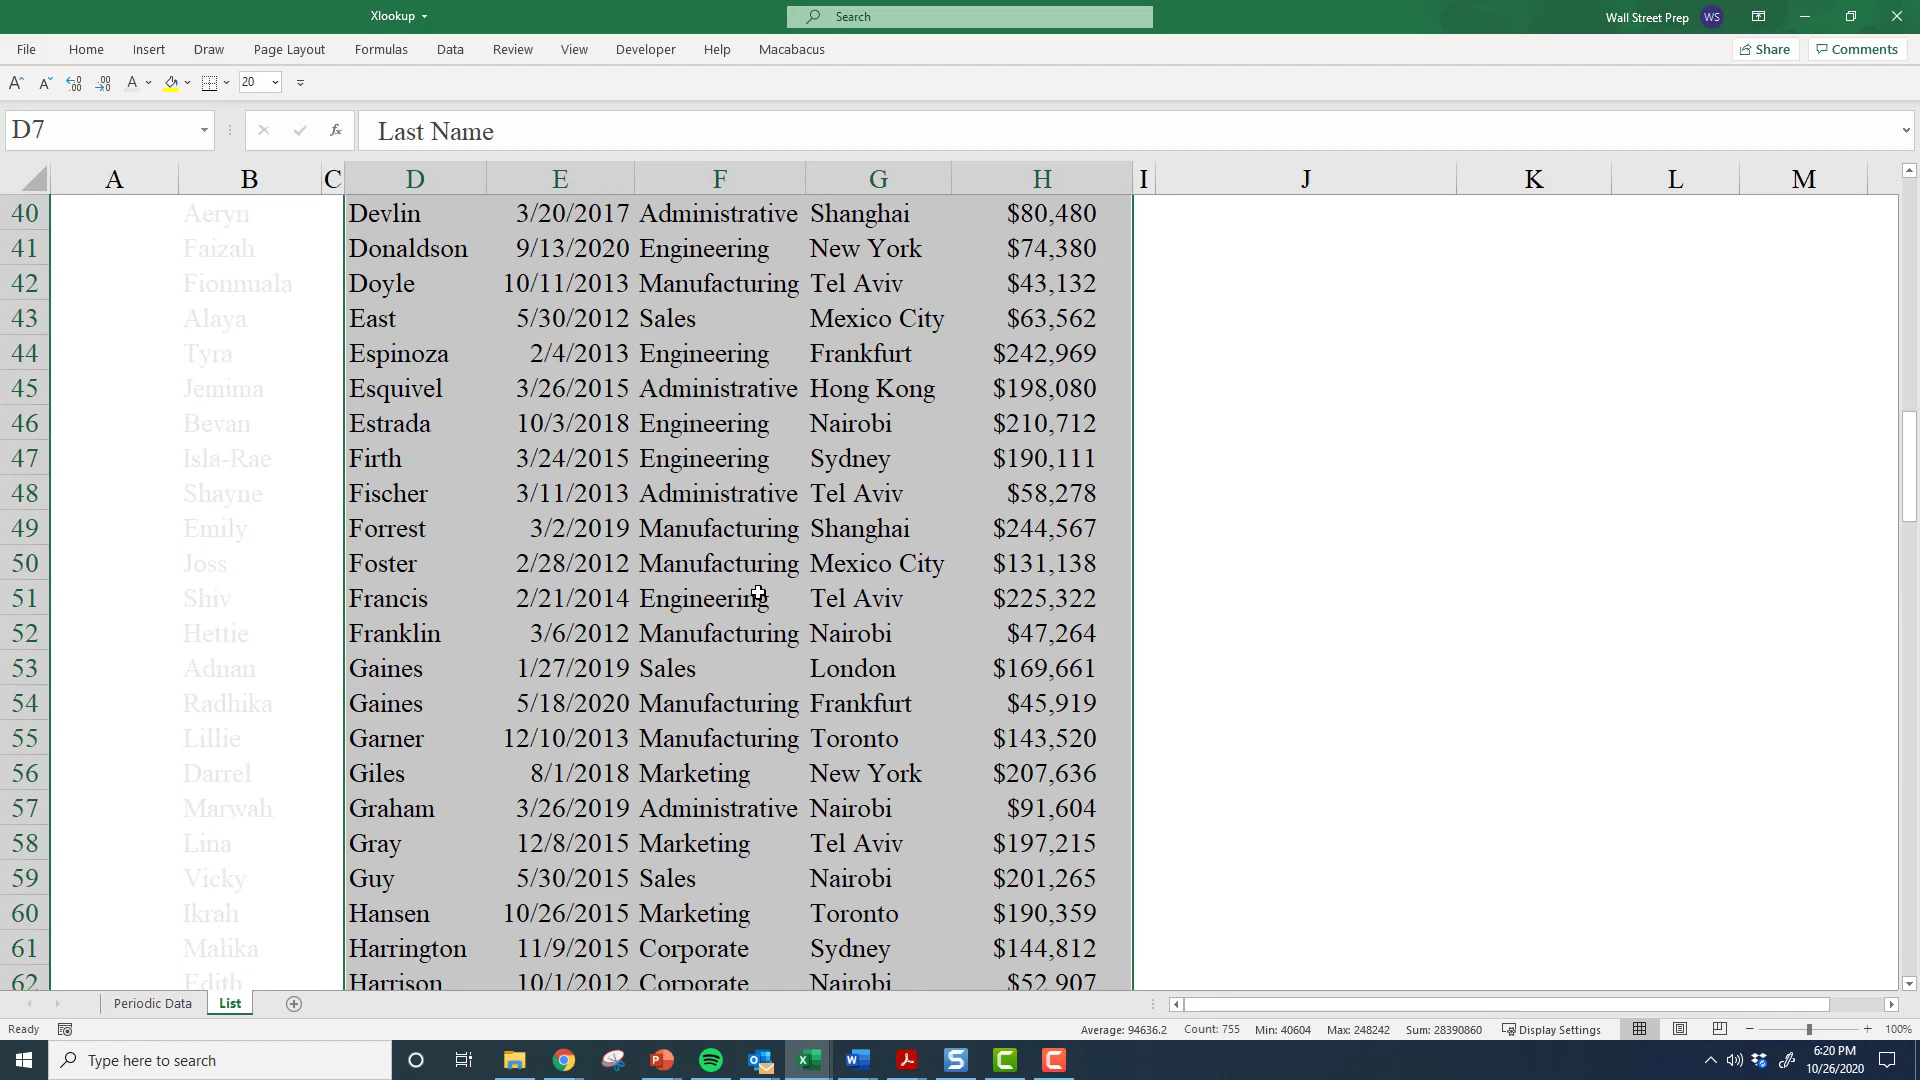 Xlookup
Search
Wall Street Prep WS
File Home Insert Draw Page Layout Formulas Data Review View Developer Help Macabacus Share Comments
20
D7 fx Last Name
A B C D E F G H I J K L M
40 Aeryn Devlin 3/20/2017 Administrative Shanghai $80,480
41 Faizah Donaldson 9/13/2020 Engineering New York $74,380
42 Fionnuala Doyle 10/11/2013 Manufacturing Tel Aviv $43,132
43 Alaya East 5/30/2012 Sales Mexico City $63,562
44 Tyra Espinoza 2/4/2013 Engineering Frankfurt $242,969
45 Jemima Esquivel 3/26/2015 Administrative Hong Kong $198,080
46 Bevan Estrada 10/3/2018 Engineering Nairobi $210,712
47 Isla-Rae Firth 3/24/2015 Engineering Sydney $190,111
48 Shayne Fischer 3/11/2013 Administrative Tel Aviv $58,278
49 Emily Forrest 3/2/2019 Manufacturing Shanghai $244,567
50 Joss Foster 2/28/2012 Manufacturing Mexico City $131,138
51 Shiv Francis 2/21/2014 Engineering Tel Aviv $225,322
52 Hettie Franklin 3/6/2012 Manufacturing Nairobi $47,264
53 Adnan Gaines 1/27/2019 Sales London $169,661
54 Radhika Gaines 5/18/2020 Manufacturing Frankfurt $45,919
55 Lillie Garner 12/10/2013 Manufacturing Toronto $143,520
56 Darrel Giles 8/1/2018 Marketing New York $207,636
57 Marwah Graham 3/26/2019 Administrative Nairobi $91,604
58 Lina Gray 12/8/2015 Marketing Tel Aviv $197,215
59 Vicky Guy 5/30/2015 Sales Nairobi $201,265
60 Ikrah Hansen 10/26/2015 Marketing Toronto $190,359
61 Malika Harrington 11/9/2015 Corporate Sydney $144,812
62 Edith Harrison 10/1/2012 Corporate Nairobi $52,907
Periodic Data List
Ready Average: 94636.2 Count: 755 Min: 40604 Max: 248242 Sum: 28390860 Display Settings 100%
Type here to search
6:20 PM
10/26/2020